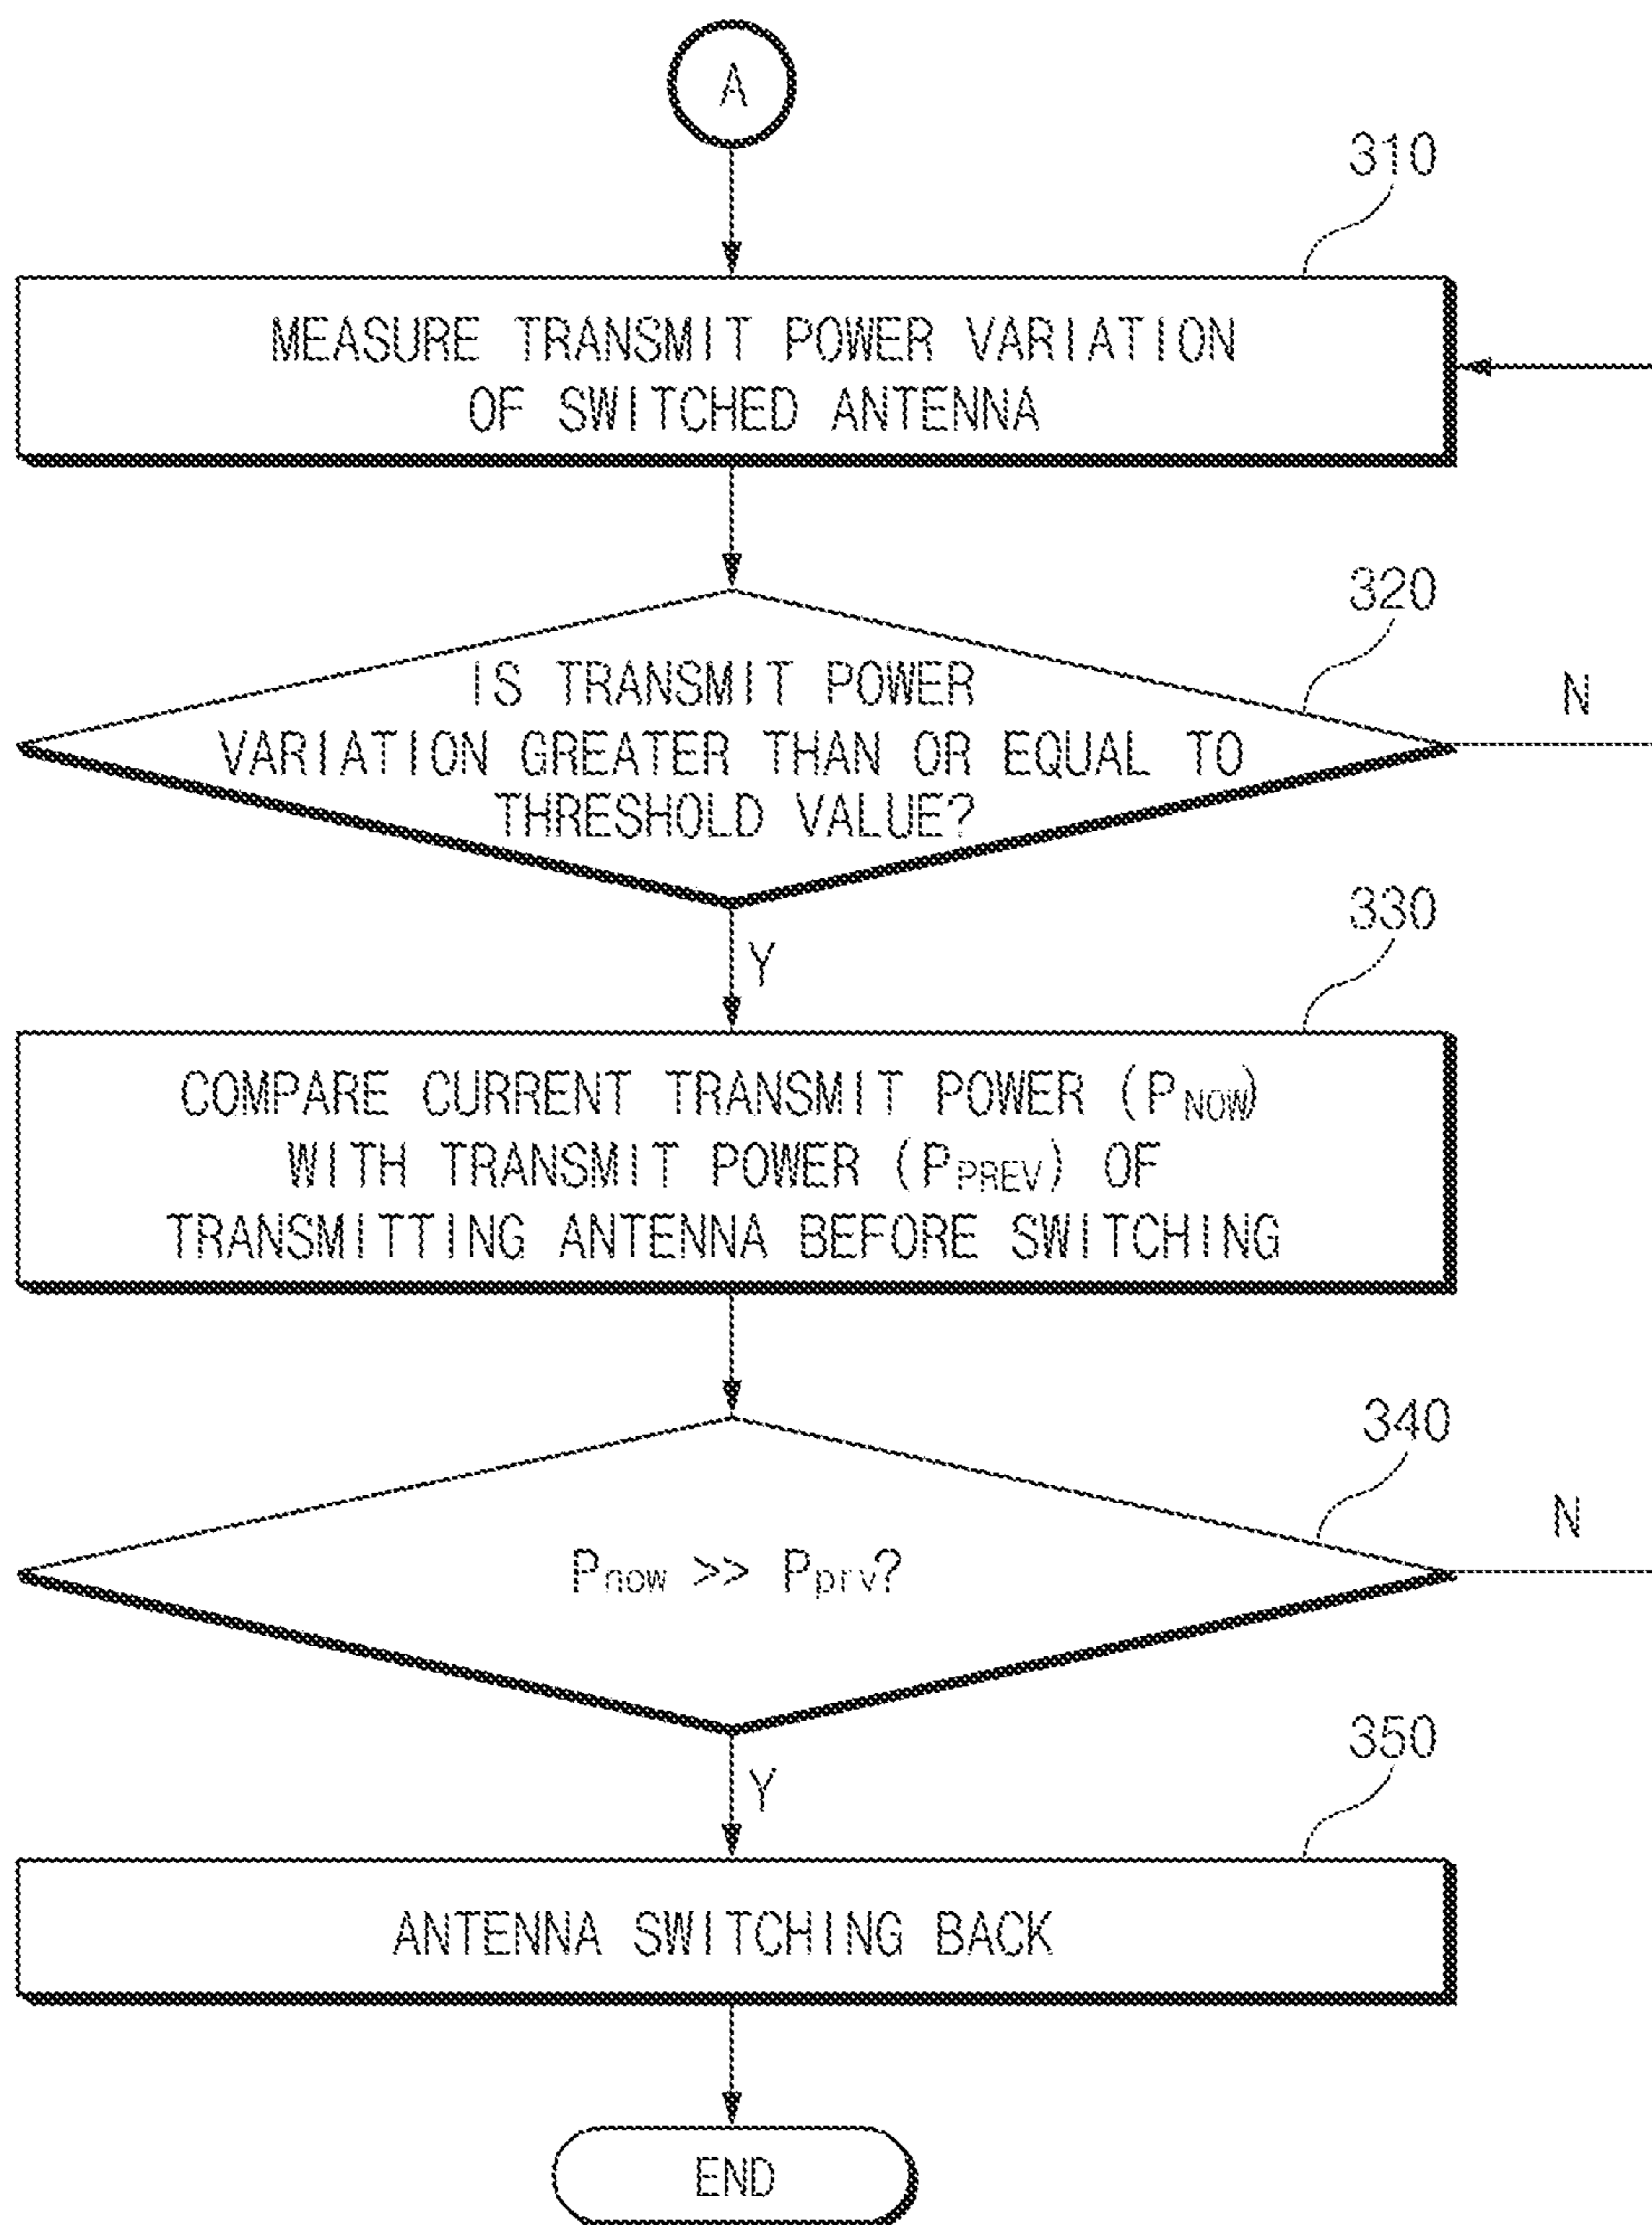 A
310
MEASURE TRANSMIT POWER VARIATION
OF SWITCHED ANTENNA
320
IS TRANSMIT POWER
VARIATION GREATER THAN OR EQUAL TO
THRESHOLD VALUE?
N
Y
330
COMPARE CURRENT TRANSMIT POWER (PNOW)
WITH TRANSMIT POWER (PPREV) OF
TRANSMITTING ANTENNA BEFORE SWITCHING
340
Pnow >> Pprv?
N
Y
350
ANTENNA SWITCHING BACK
END